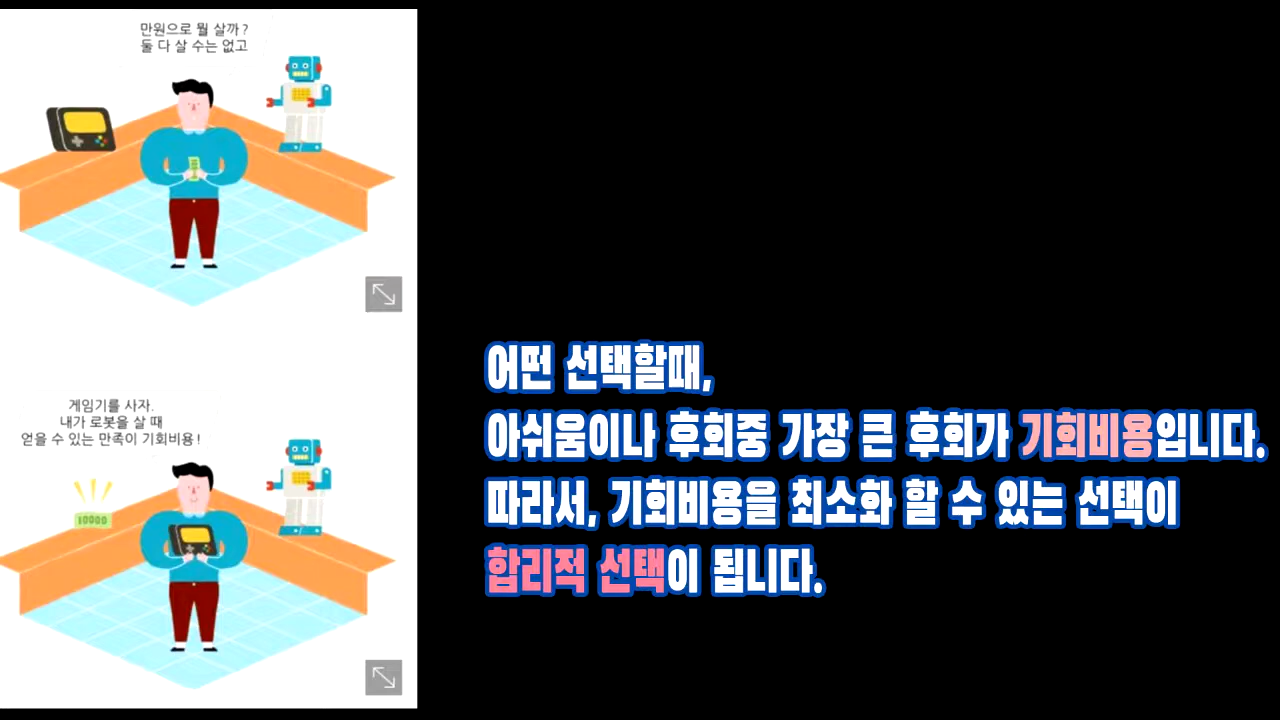 만원으로 뭘 살까?
둘 다 살 수는 없고
게임기를 사자.
내가 로봇을 살 때
얻을 수 있는 만족이 기회비용!
10000
어떤 선택할때,
아쉬움이나 후회중 가장 큰 후회가 기회비용입니다.
따라서, 기회비용을 최소화 할 수 있는 선택이
합리적 선택이 됩니다.